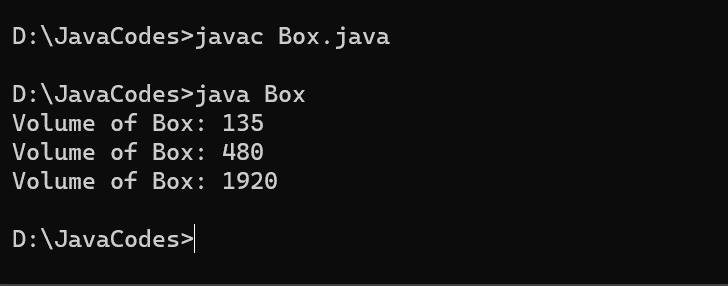 D:\JavaCodes>javac Box.java
D:\JavaCodes>java Box
Volume of Box: 135
Volume of Box: 480
Volume of Box: 1920
D:\JavaCodes>